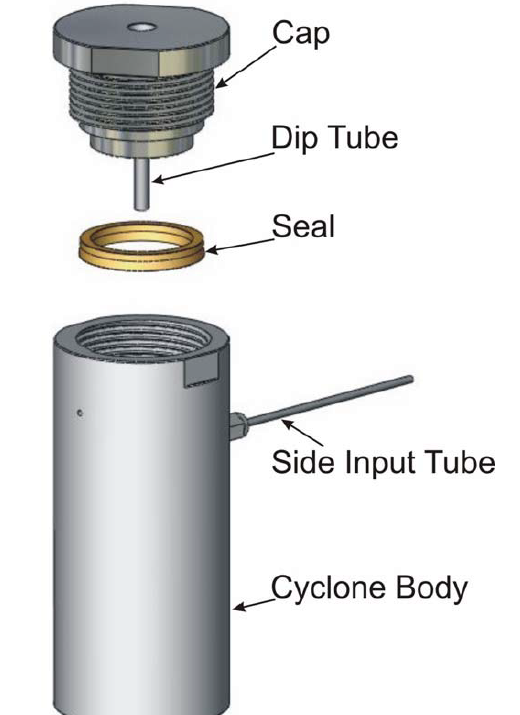 Cap
Dip Tube
Seal
Side Input Tube
Cyclone Body